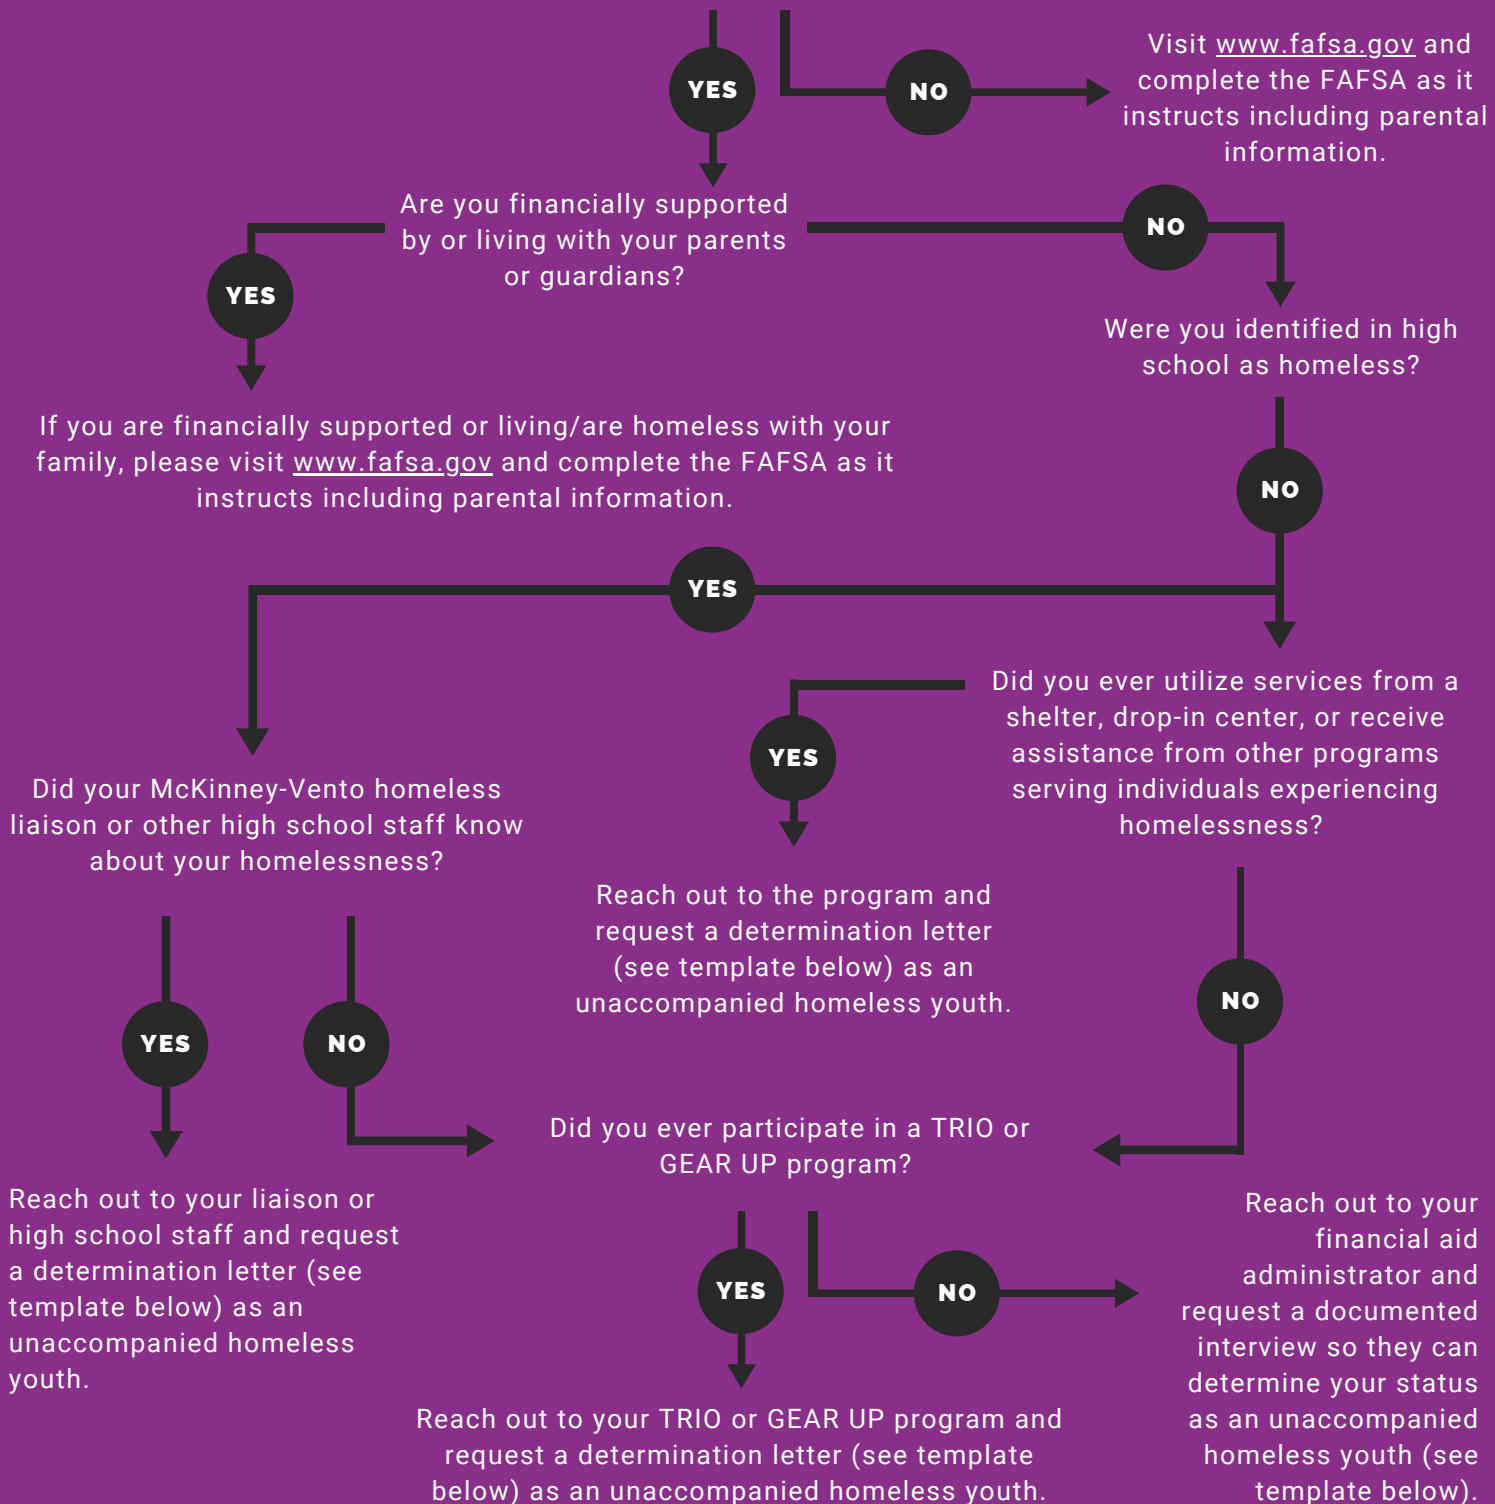 YES
NO
Visit www.fafsa.gov and
complete the FAFSA as it
instructs including parental
information.
Are you financially supported
by or living with your parents
or guardians?
YES
NO
If you are financially supported or living/are homeless with your
family, please visit www.fafsa.gov and complete the FAFSA as it
instructs including parental information.
Were you identified in high
school as homeless?
NO
YES
Did your McKinney-Vento homeless
liaison or other high school staff know
about your homelessness?
Did you ever utilize services from a
shelter, drop-in center, or receive
assistance from other programs
serving individuals experiencing
homelessness?
YES
Reach out to the program and
request a determination letter
(see template below) as an
unaccompanied homeless youth.
NO
YES
NO
Did you ever participate in a TRIO or
GEAR UP program?
Reach out to your liaison or
high school staff and request
a determination letter (see
template below) as an
unaccompanied homeless
youth.
YES
NO
Reach out to your TRIO or GEAR UP program and
request a determination letter (see template
below) as an unaccompanied homeless youth.
Reach out to your
financial aid
administrator and
request a documented
interview so they can
determine your status
as an unaccompanied
homeless youth (see
template below).